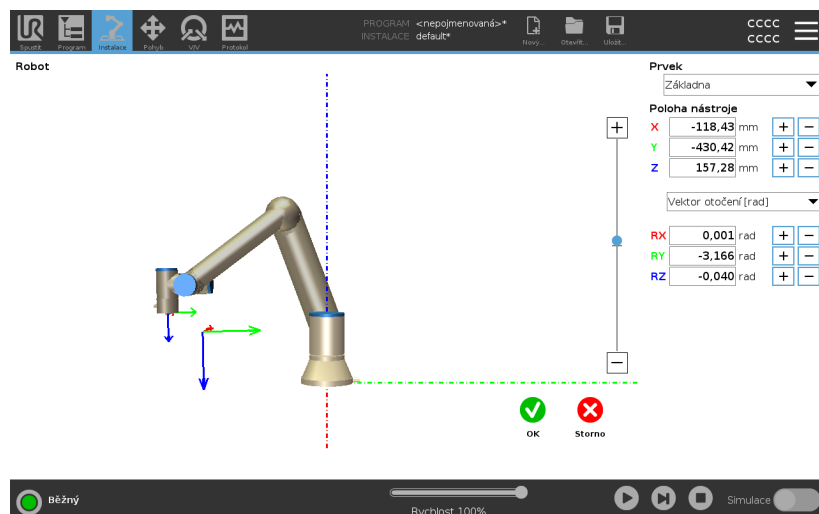 UR
PROGRAM <nepojmenovaná>*
INSTALACE default*
CCCC
CCCC
Spustit Program Instalace Pohyb V/V Protokol Nový... Otevřít... Uložit...
Robot
Prvek
Základna
Poloha nástroje
X -118,43 mm + −
Y -430,42 mm + −
Z 157,28 mm + −
Vektor otočení [rad]
RX 0,001 rad + −
RY -3,166 rad + −
RZ -0,040 rad + −
OK Storno
Běžný
Rychlost 100%
Simulace